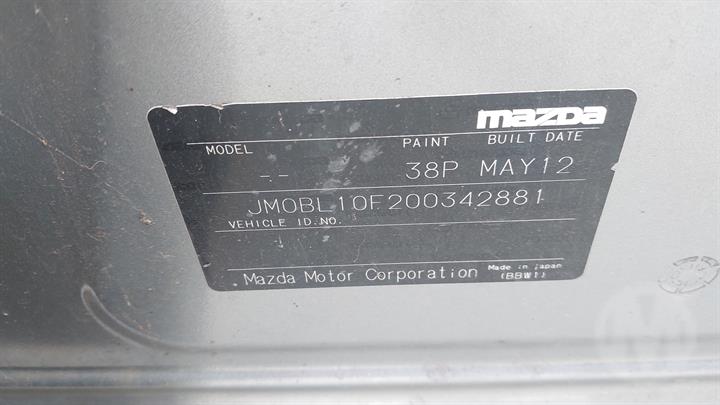 mazda
MODEL PAINT BUILT DATE
-- 38P MAY12
JM0BL10F200342881
VEHICLE ID.NO.
Mazda Motor Corporation Made in Japan
(BBW1)